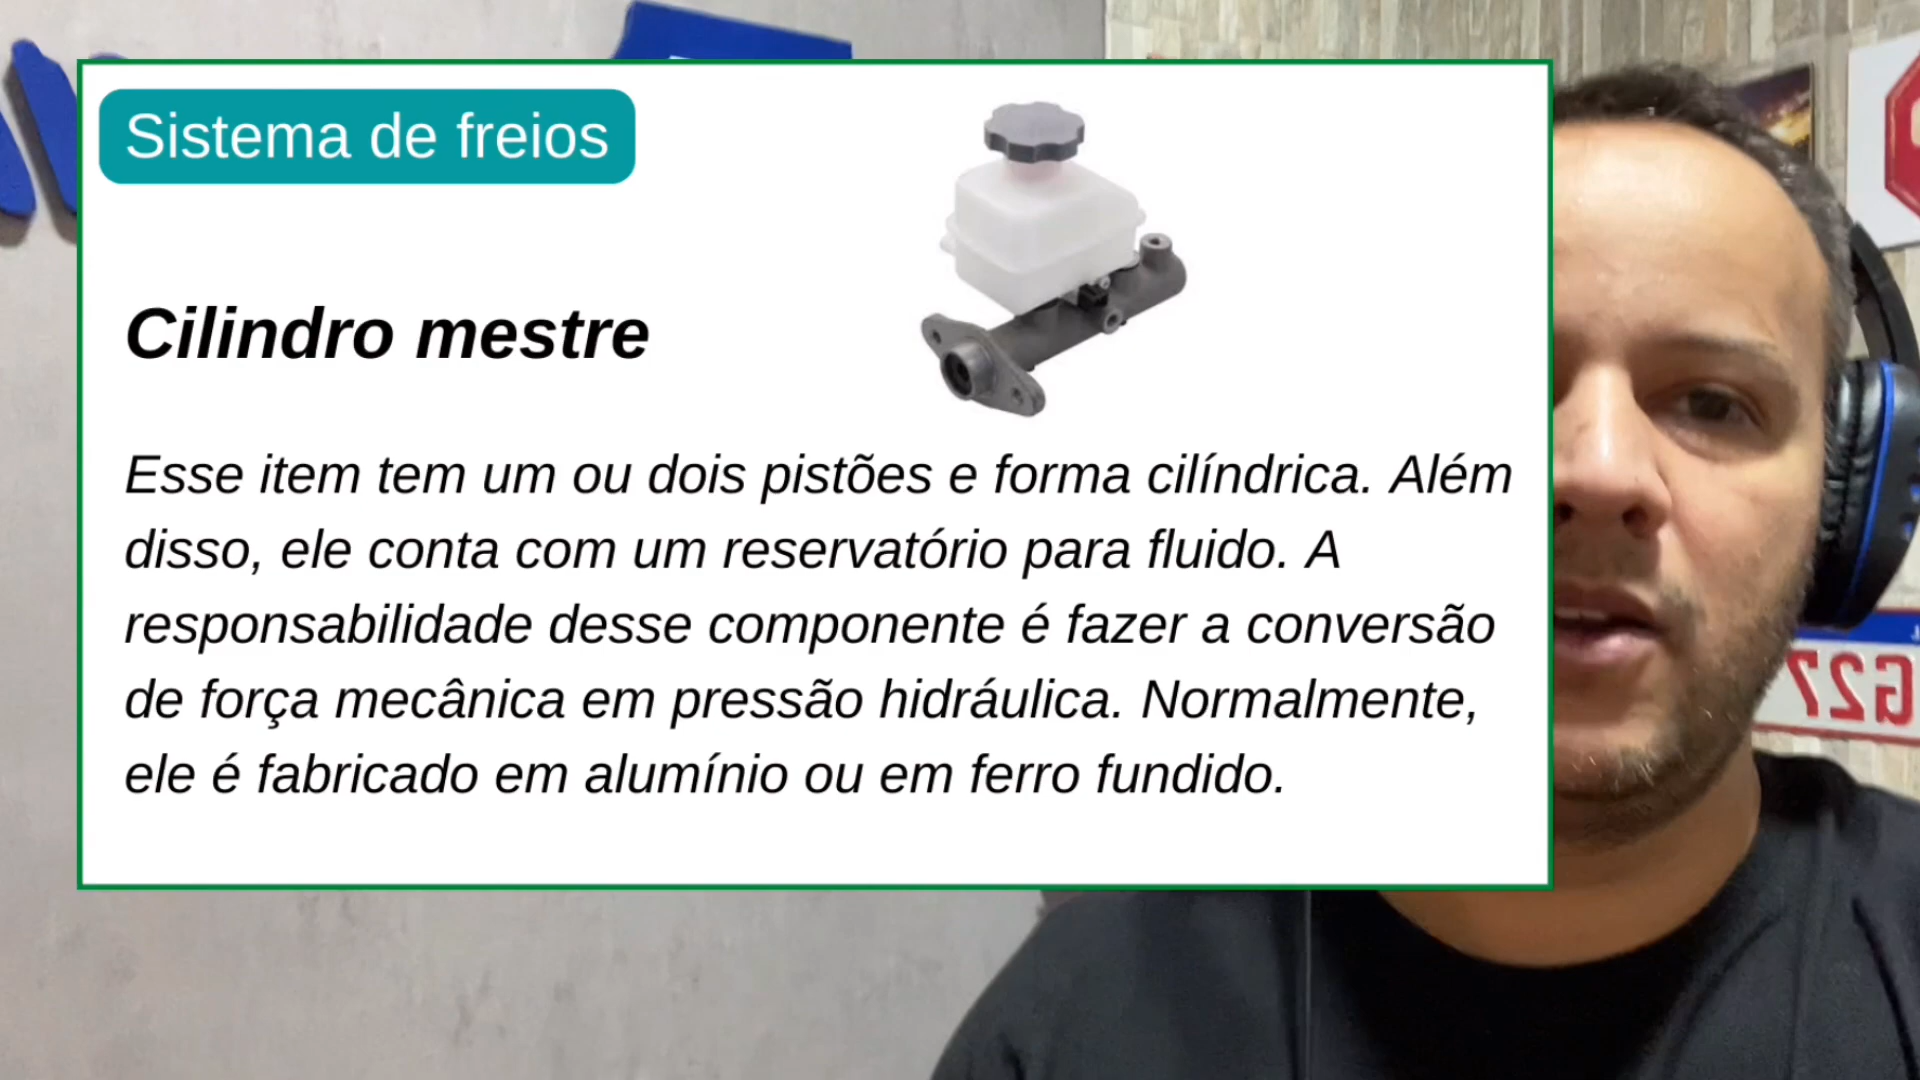 Sistema de freios
Cilindro mestre
Esse item tem um ou dois pistões e forma cilíndrica. Além
disso, ele conta com um reservatório para fluido. A
responsabilidade desse componente é fazer a conversão
de força mecânica em pressão hidráulica. Normalmente,
ele é fabricado em alumínio ou em ferro fundido.
G27